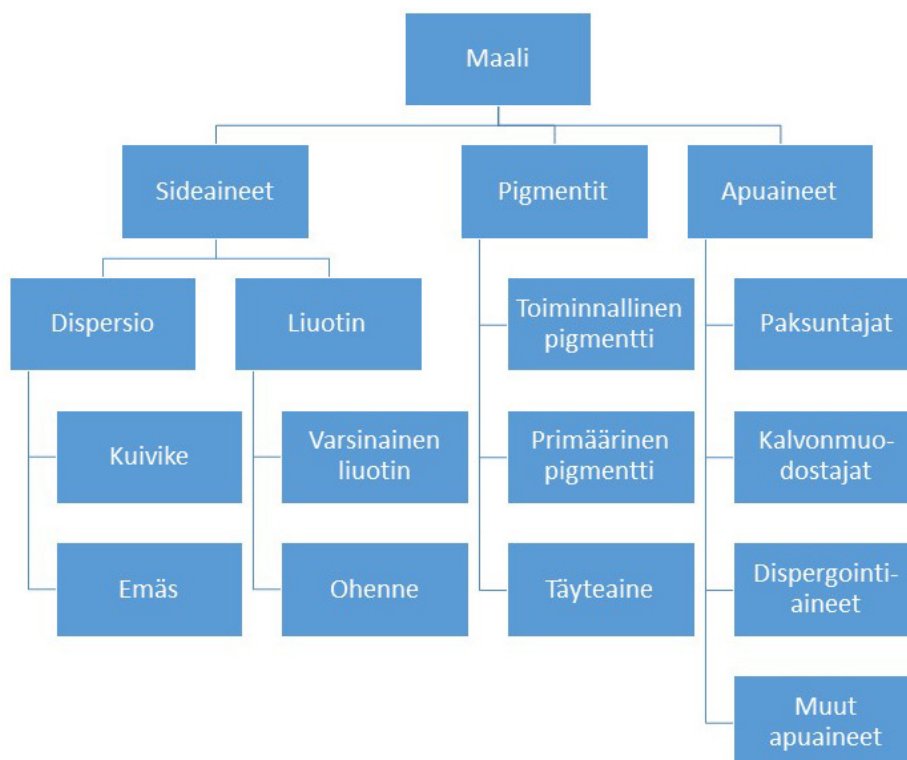 Maali
Sideaineet
Pigmentit
Apuaineet
Dispersio
Liuotin
Toiminnallinen
pigmentti
Paksuntajat
Kuivike
Varsinainen
liuotin
Primäärinen
pigmentti
Kalvonmuo-
dostajat
Emäs
Ohenne
Täyteaine
Dispergointi-
aineet
Muut
apuaineet